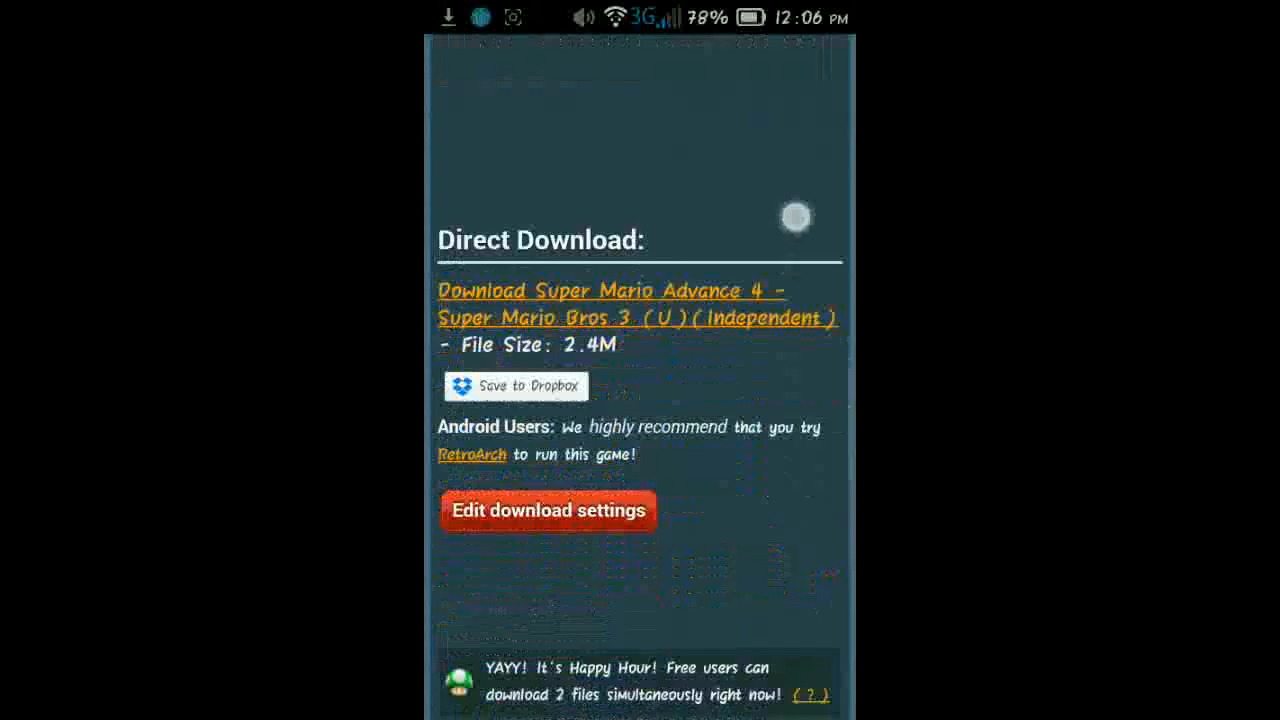 3G 78% 12:06 PM
Direct Download:
Download Super Mario Advance 4 -
Super Mario Bros 3 (U)(Independent)
- File Size: 2.4M
Save to Dropbox
Android Users: We highly recommend that you try
RetroArch to run this game!
Edit download settings
YAYY! It's Happy Hour! Free users can
download 2 files simultaneously right now! (?)